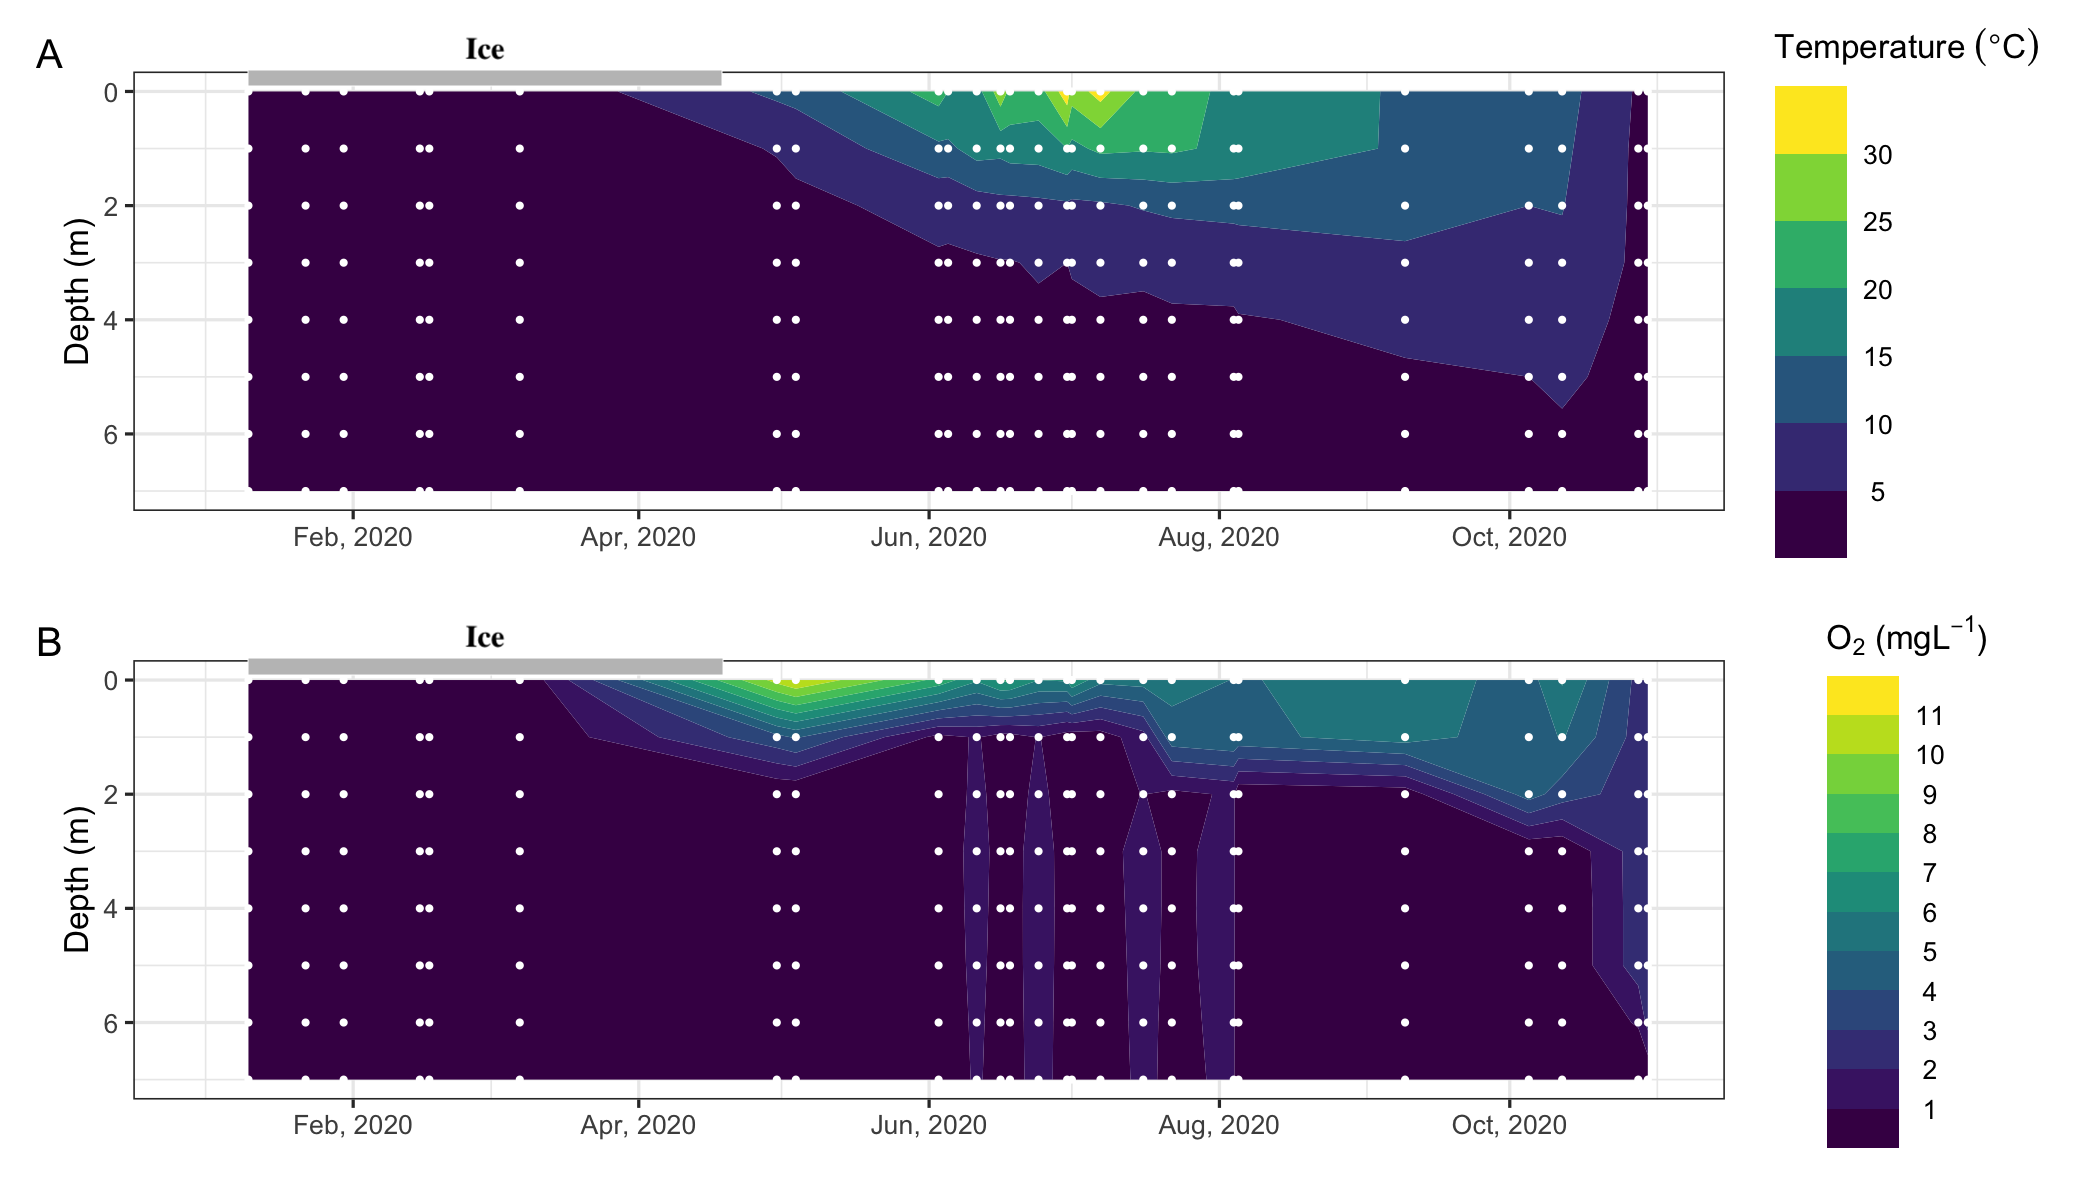 A
Ice
Temperature (°C)
0
2
4
6
Depth (m)
Feb, 2020
Apr, 2020
Jun, 2020
Aug, 2020
Oct, 2020
30
25
20
15
10
5
B
Ice
O₂ (mgL⁻¹)
0
2
4
6
Depth (m)
Feb, 2020
Apr, 2020
Jun, 2020
Aug, 2020
Oct, 2020
11
10
9
8
7
6
5
4
3
2
1